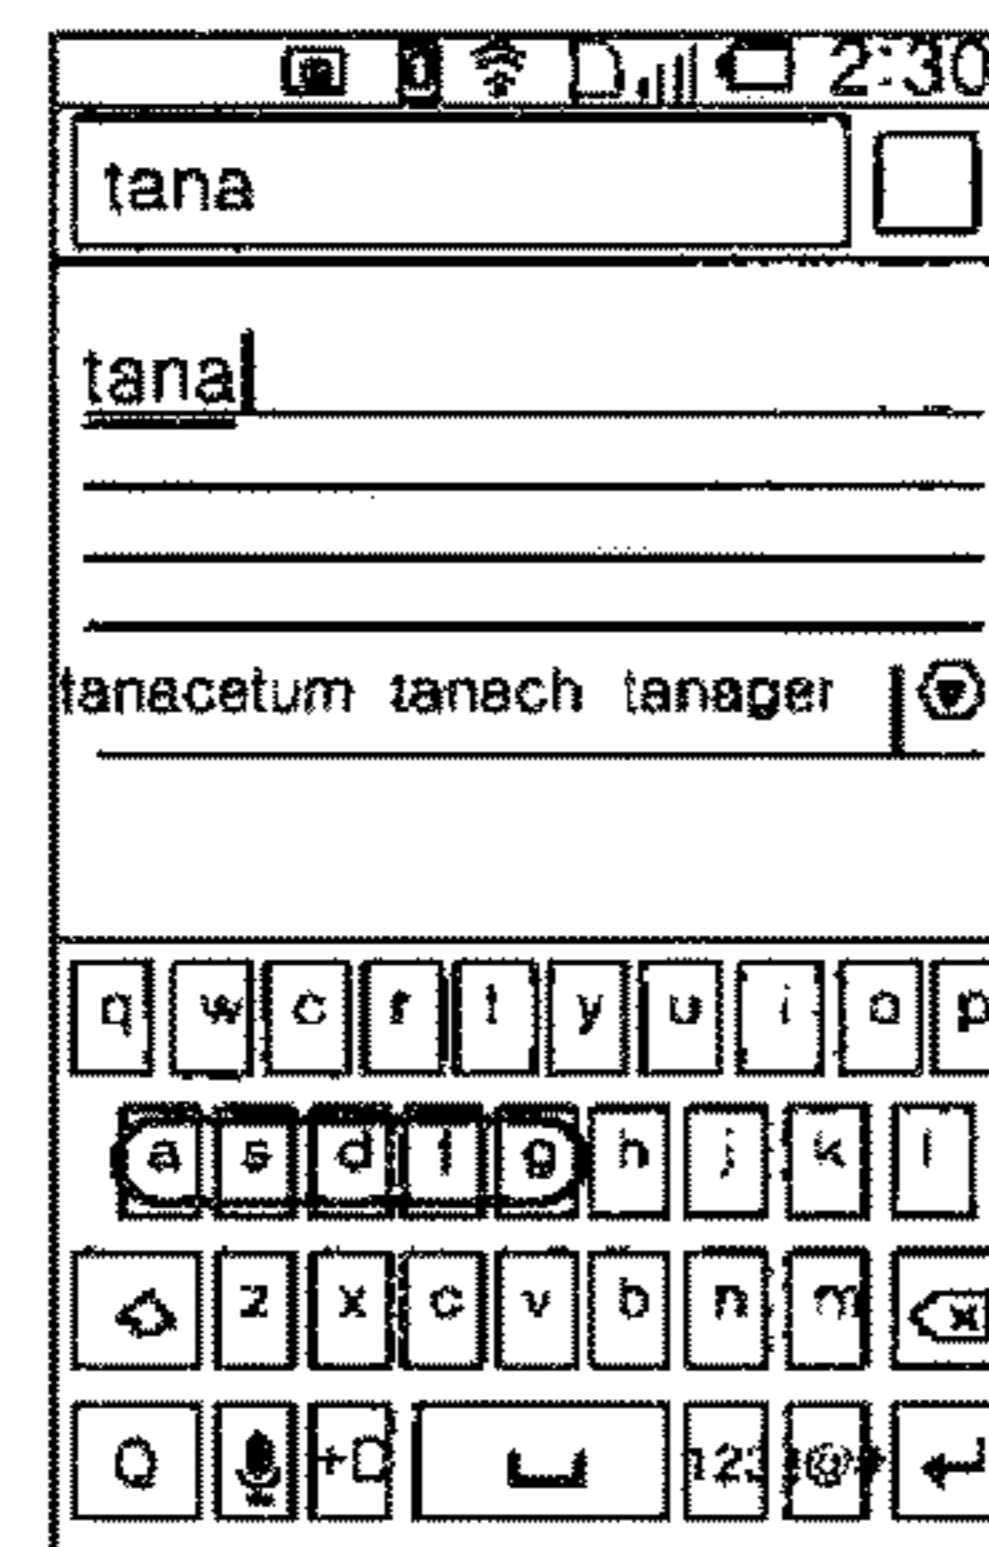 2:30
tana
tana
tanacetum tanach tanager
q w c r t y u i o p
a s d f g h j k l
z x c v b n m
123